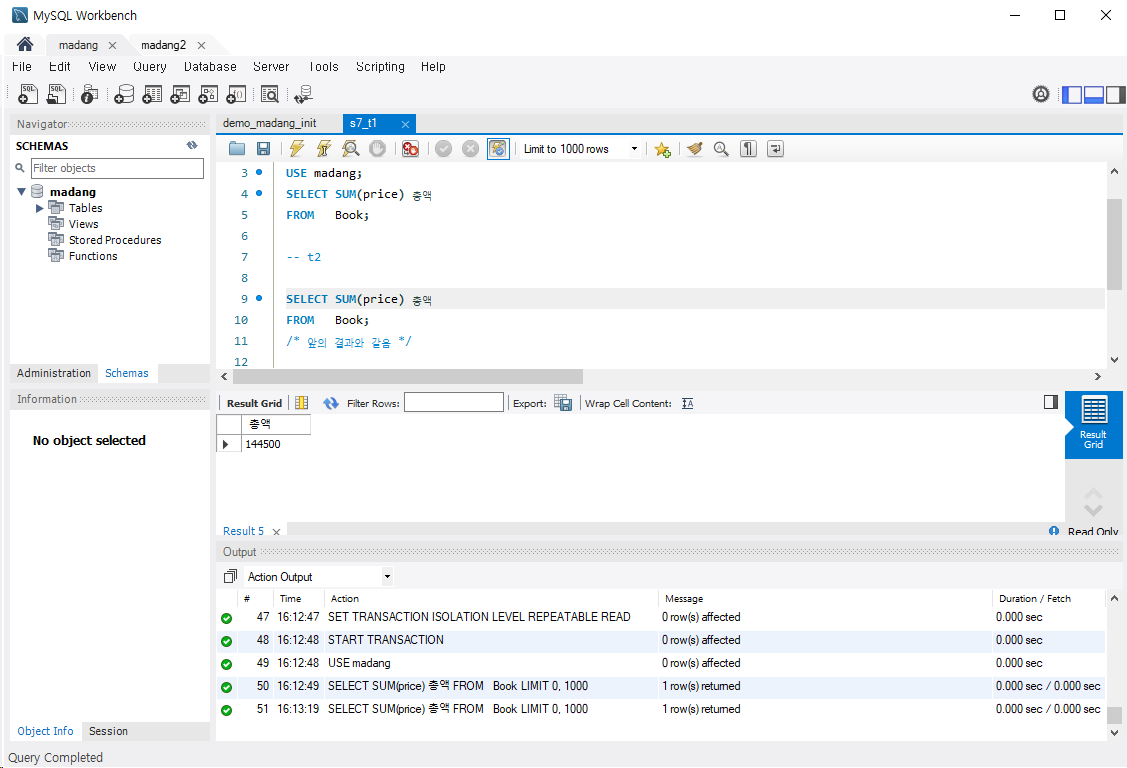 MySQL Workbench
madang
madang2
File Edit View Query Database Server Tools Scripting Help
Navigator
demo_madang_init
s7_t1
SCHEMAS
Limit to 1000 rows
Filter objects
madang
Tables
Views
Stored Procedures
Functions
3 USE madang;
4 SELECT SUM(price) 총액
5 FROM Book;
6
7 -- t2
8
9 SELECT SUM(price) 총액
10 FROM Book;
11 /* 앞의 결과와 같음 */
12
Administration Schemas
Information
No object selected
Result Grid Filter Rows: Export: Wrap Cell Content:
총액
144500
Result Grid
Result 5
Read Only
Output
Action Output
# Time Action Message Duration / Fetch
47 16:12:47 SET TRANSACTION ISOLATION LEVEL REPEATABLE READ 0 row(s) affected 0.000 sec
48 16:12:48 START TRANSACTION 0 row(s) affected 0.000 sec
49 16:12:48 USE madang 0 row(s) affected 0.000 sec
50 16:12:49 SELECT SUM(price) 총액 FROM Book LIMIT 0, 1000 1 row(s) returned 0.000 sec / 0.000 sec
51 16:13:19 SELECT SUM(price) 총액 FROM Book LIMIT 0, 1000 1 row(s) returned 0.000 sec / 0.000 sec
Object Info Session
Query Completed